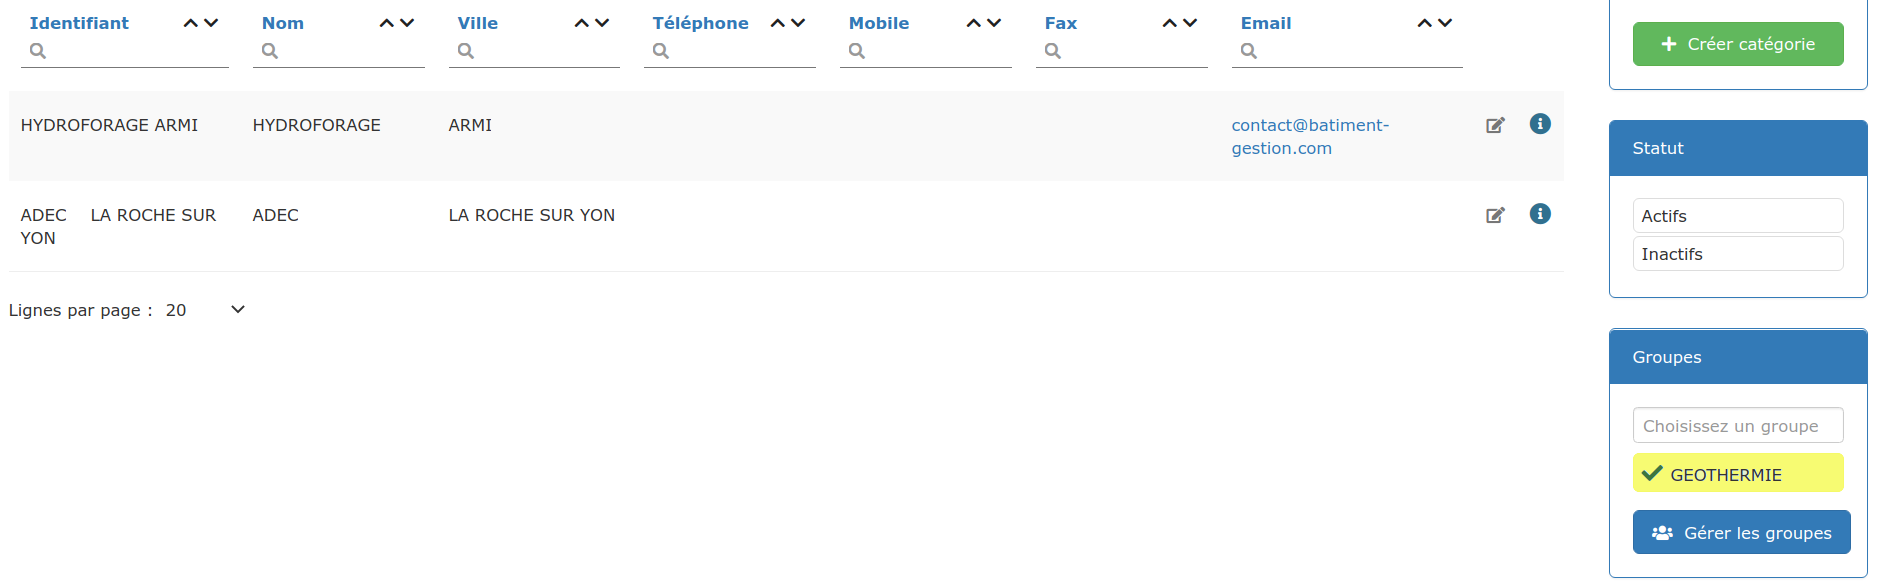 Identifiant Nom Ville Téléphone Mobile Fax Email
HYDROFORAGE ARMI HYDROFORAGE ARMI contact@batiment-
gestion.com
ADEC LA ROCHE SUR ADEC LA ROCHE SUR YON
YON
Lignes par page : 20
Créer catégorie
Statut
Actifs
Inactifs
Groupes
Choisissez un groupe
GEOTHERMIE
Gérer les groupes